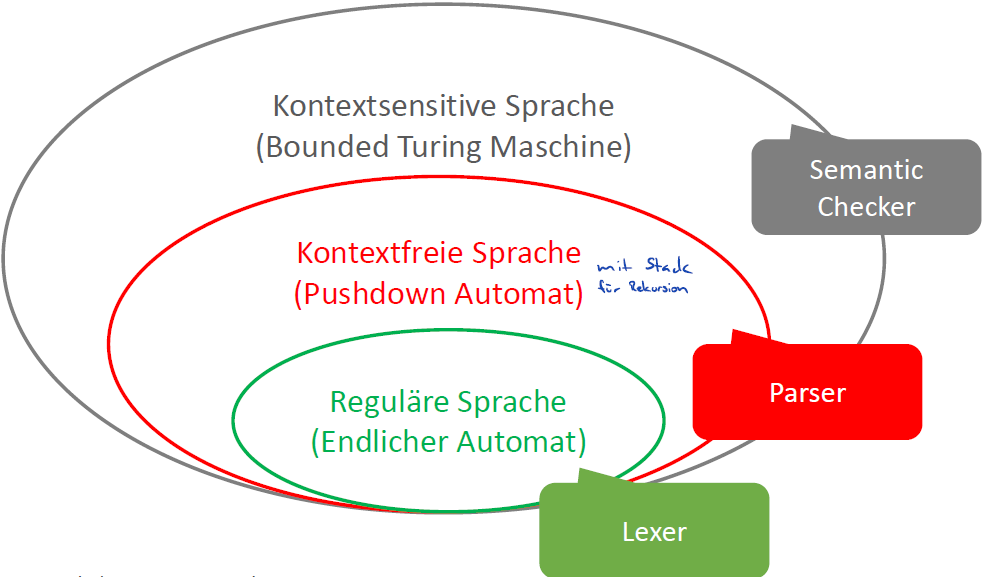 Kontextsensitive Sprache
(Bounded Turing Maschine)
Semantic
Checker
Kontextfreie Sprache
(Pushdown Automat)
mit Stack
für Rekursion
Parser
Reguläre Sprache
(Endlicher Automat)
Lexer